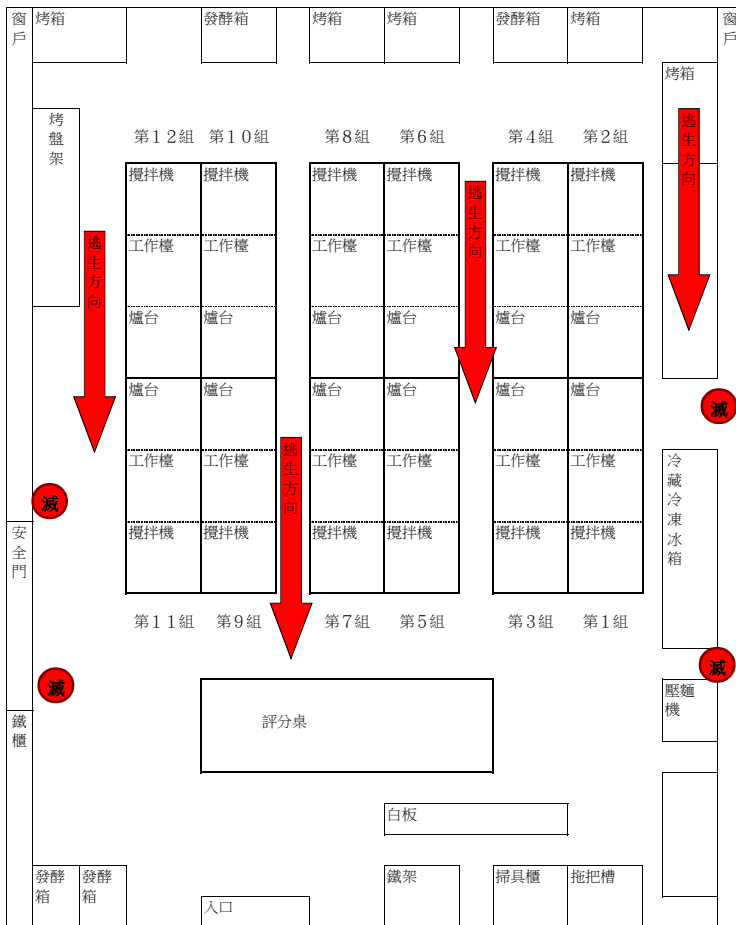 窗戶
烤箱
發酵箱
烤箱
烤箱
發酵箱
烤箱
窗戶
烤箱
烤盤架
第12組 第10組 第8組 第6組 第4組 第2組
逃生方向
逃生方向
逃生方向
逃生方向
攪拌機 攪拌機 攪拌機 攪拌機 攪拌機 攪拌機
工作檯 工作檯 工作檯 工作檯 工作檯 工作檯
爐台 爐台 爐台 爐台 爐台 爐台
爐台 爐台 爐台 爐台 爐台 爐台
工作檯 工作檯 工作檯 工作檯 工作檯 工作檯
攪拌機 攪拌機 攪拌機 攪拌機 攪拌機 攪拌機
第11組 第9組 第7組 第5組 第3組 第1組
滅
滅
滅
滅
安全門
冷藏冷凍冰箱
鐵櫃
壓麵
機
評分桌
白板
發酵
箱
發酵
箱
入口
鐵架
掃具櫃
拖把槽